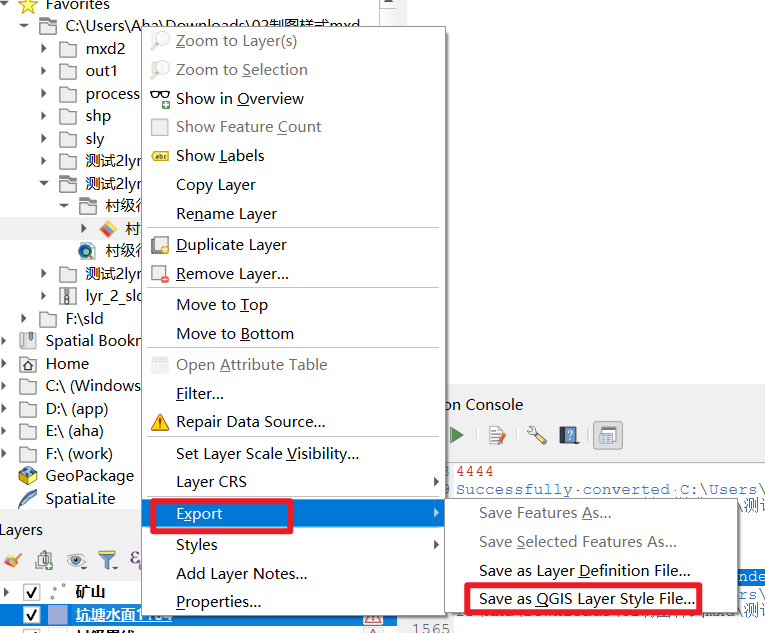 Favorites
C:\Users\Aha\Downloads\02制图样式mxd
mxd2
out1
process
shp
sly
测试2lyr
测试2lyr
村级行
村
村级行
测试2lyr
lyr_2_sld
F:\sld
Spatial Bookm
Home
C:\ (Windows
D:\ (app)
E:\ (aha)
F:\ (work)
GeoPackage
SpatiaLite
Layers
矿山
坑塘水面1104
Zoom to Layer(s)
Zoom to Selection
Show in Overview
Show Feature Count
abc Show Labels
Copy Layer
Rename Layer
Duplicate Layer
Remove Layer...
Move to Top
Move to Bottom
Open Attribute Table
Filter...
Repair Data Source...
Set Layer Scale Visibility...
Layer CRS
Export
Styles
Add Layer Notes...
Properties...
Save Features As...
Save Selected Features As...
Save as Layer Definition File...
Save as QGIS Layer Style File...
on Console
4444
Successfully converted C:\Users\
1565